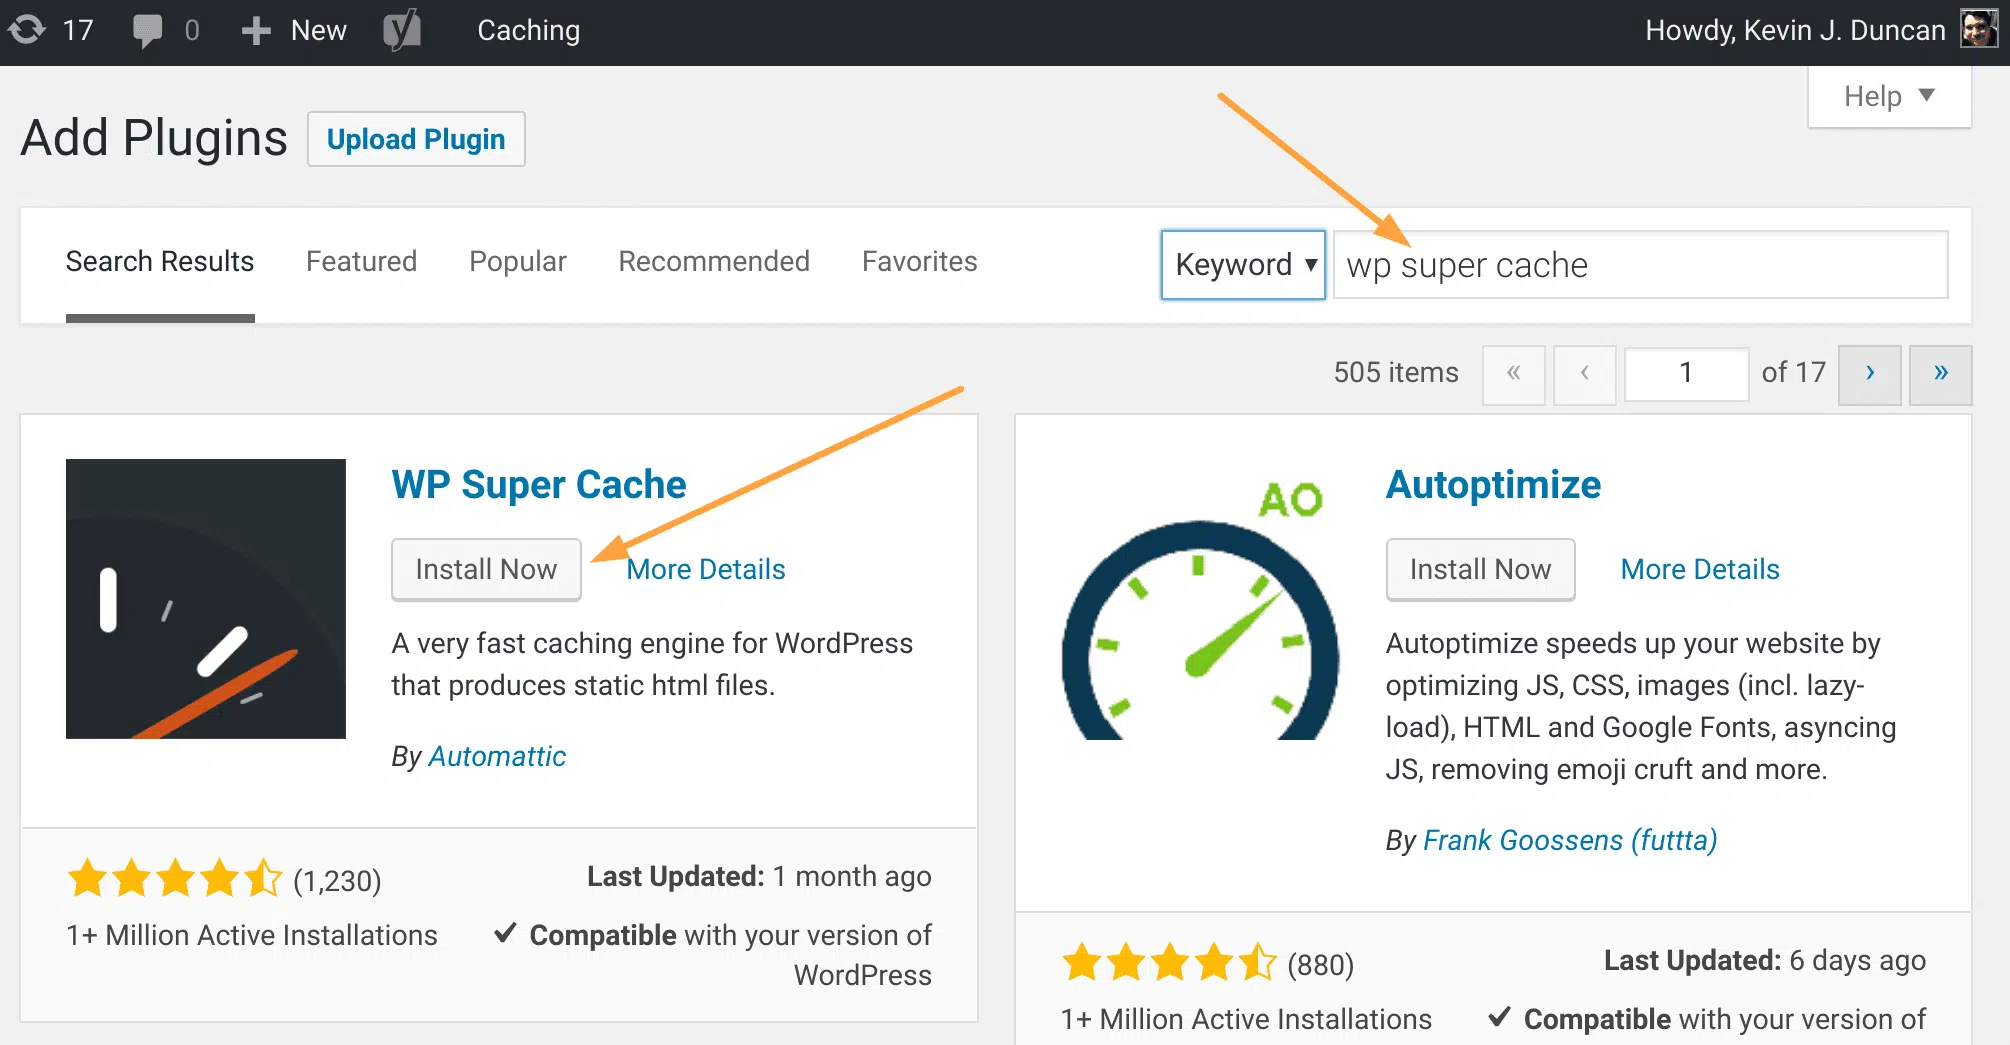 17 0 New Caching Howdy, Kevin J. Duncan
Help ▼
Add Plugins Upload Plugin
Search Results Featured Popular Recommended Favorites Keyword ▼ wp super cache
505 items « ‹ 1 of 17 › »
WP Super Cache
Install Now More Details
A very fast caching engine for WordPress
that produces static html files.
By Automattic
(1,230) Last Updated: 1 month ago
1+ Million Active Installations ✔ Compatible with your version of
WordPress
AO
Autoptimize
Install Now More Details
Autoptimize speeds up your website by
optimizing JS, CSS, images (incl. lazy-
load), HTML and Google Fonts, asyncing
JS, removing emoji cruft and more.
By Frank Goossens (futtta)
(880) Last Updated: 6 days ago
1+ Million Active Installations ✔ Compatible with your version of